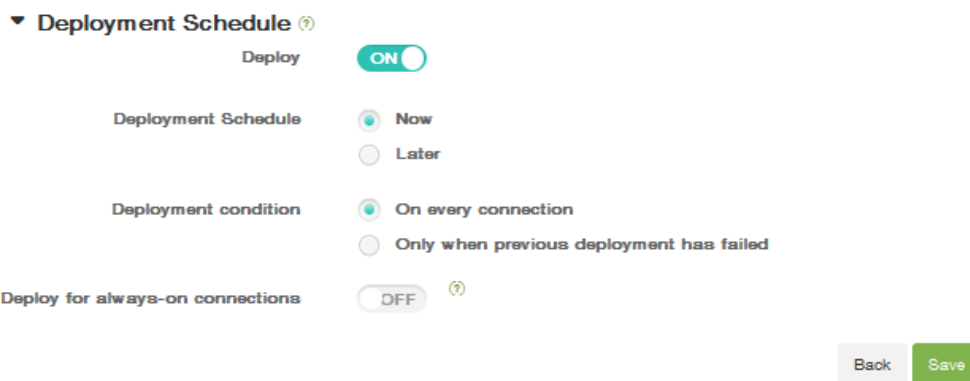 Deployment Schedule ?
Deploy ON
Deployment Schedule Now
Later
Deployment condition On every connection
Only when previous deployment has failed
Deploy for always-on connections OFF ?
Back Save